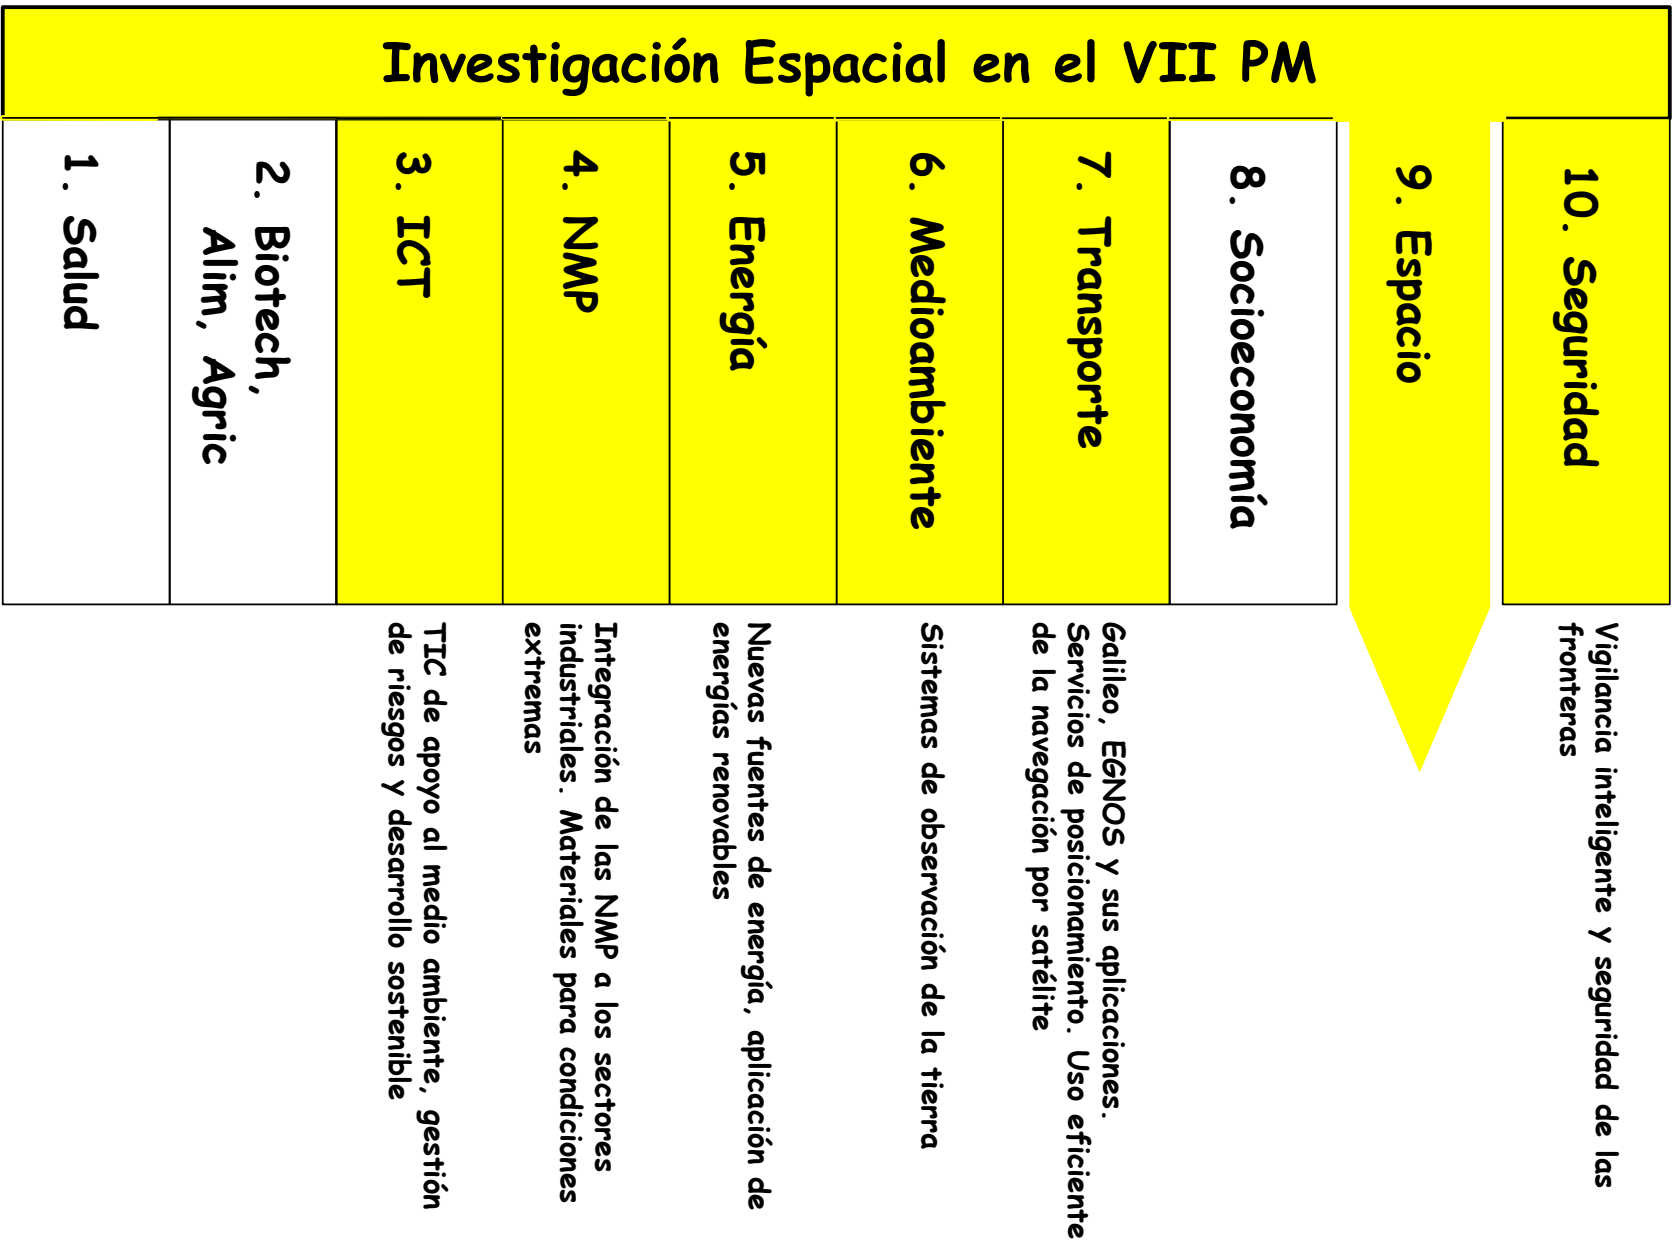 Investigación Espacial en el VII PM
1. Salud
2. Biotech,
Alim, Agric
3. ICT
4. NMP
5. Energía
6. Medioambiente
7. Transporte
8. Socioeconomía
9. Espacio
10. Seguridad
TIC de apoyo al medio ambiente, gestión
de riesgos y desarrollo sostenible
Integración de las NMP a los sectores
industriales. Materiales para condiciones
extremas
Nuevas fuentes de energía, aplicación de
energías renovables
Sistemas de observación de la tierra
Galileo, EGNOS y sus aplicaciones.
Servicios de posicionamiento. Uso eficiente
de la navegación por satélite
Vigilancia inteligente y seguridad de las
fronteras